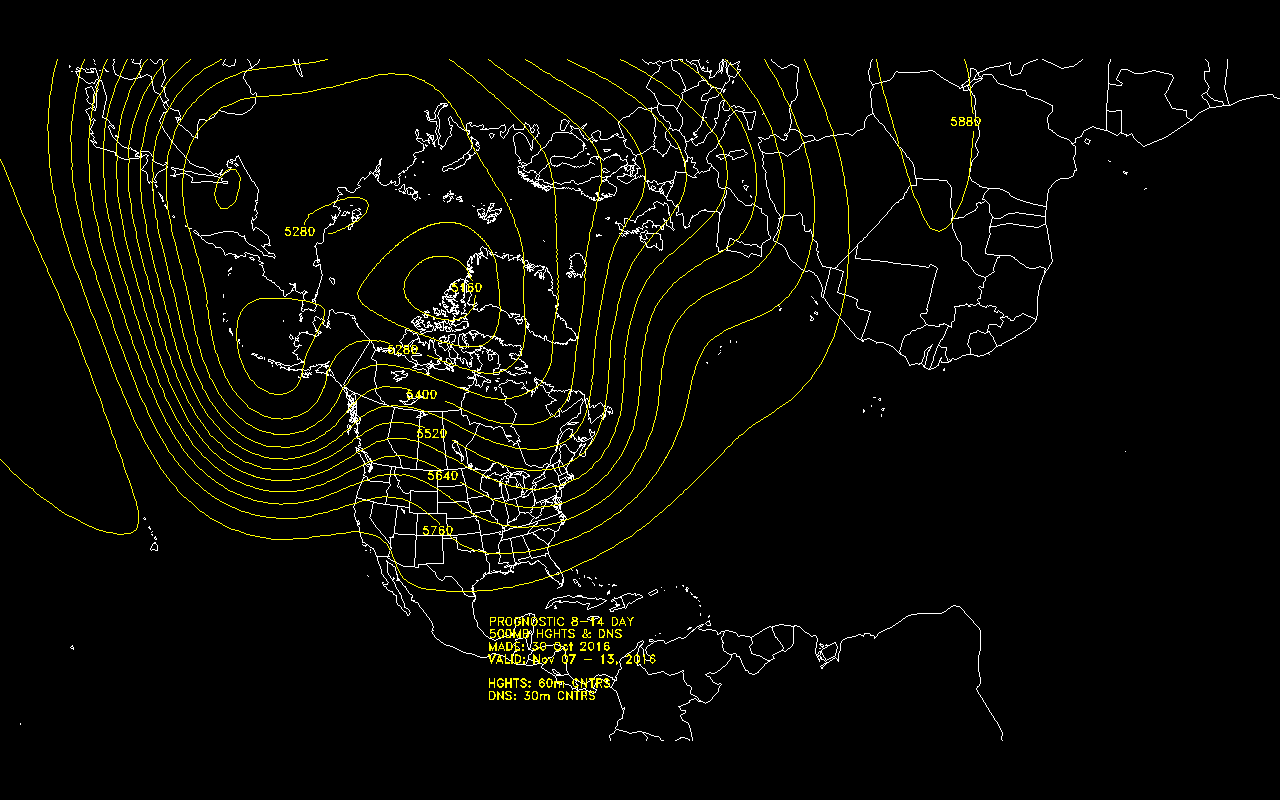 5880
5280
5160
5280
5400
5520
5640
5760
PROGNOSTIC 8-14 DAY
500MB HGHTS & DNS
MADE: 30 Oct 2016
VALID: Nov 07 - 13, 2016
HGHTS: 60m CNTRS
DNS: 30m CNTRS